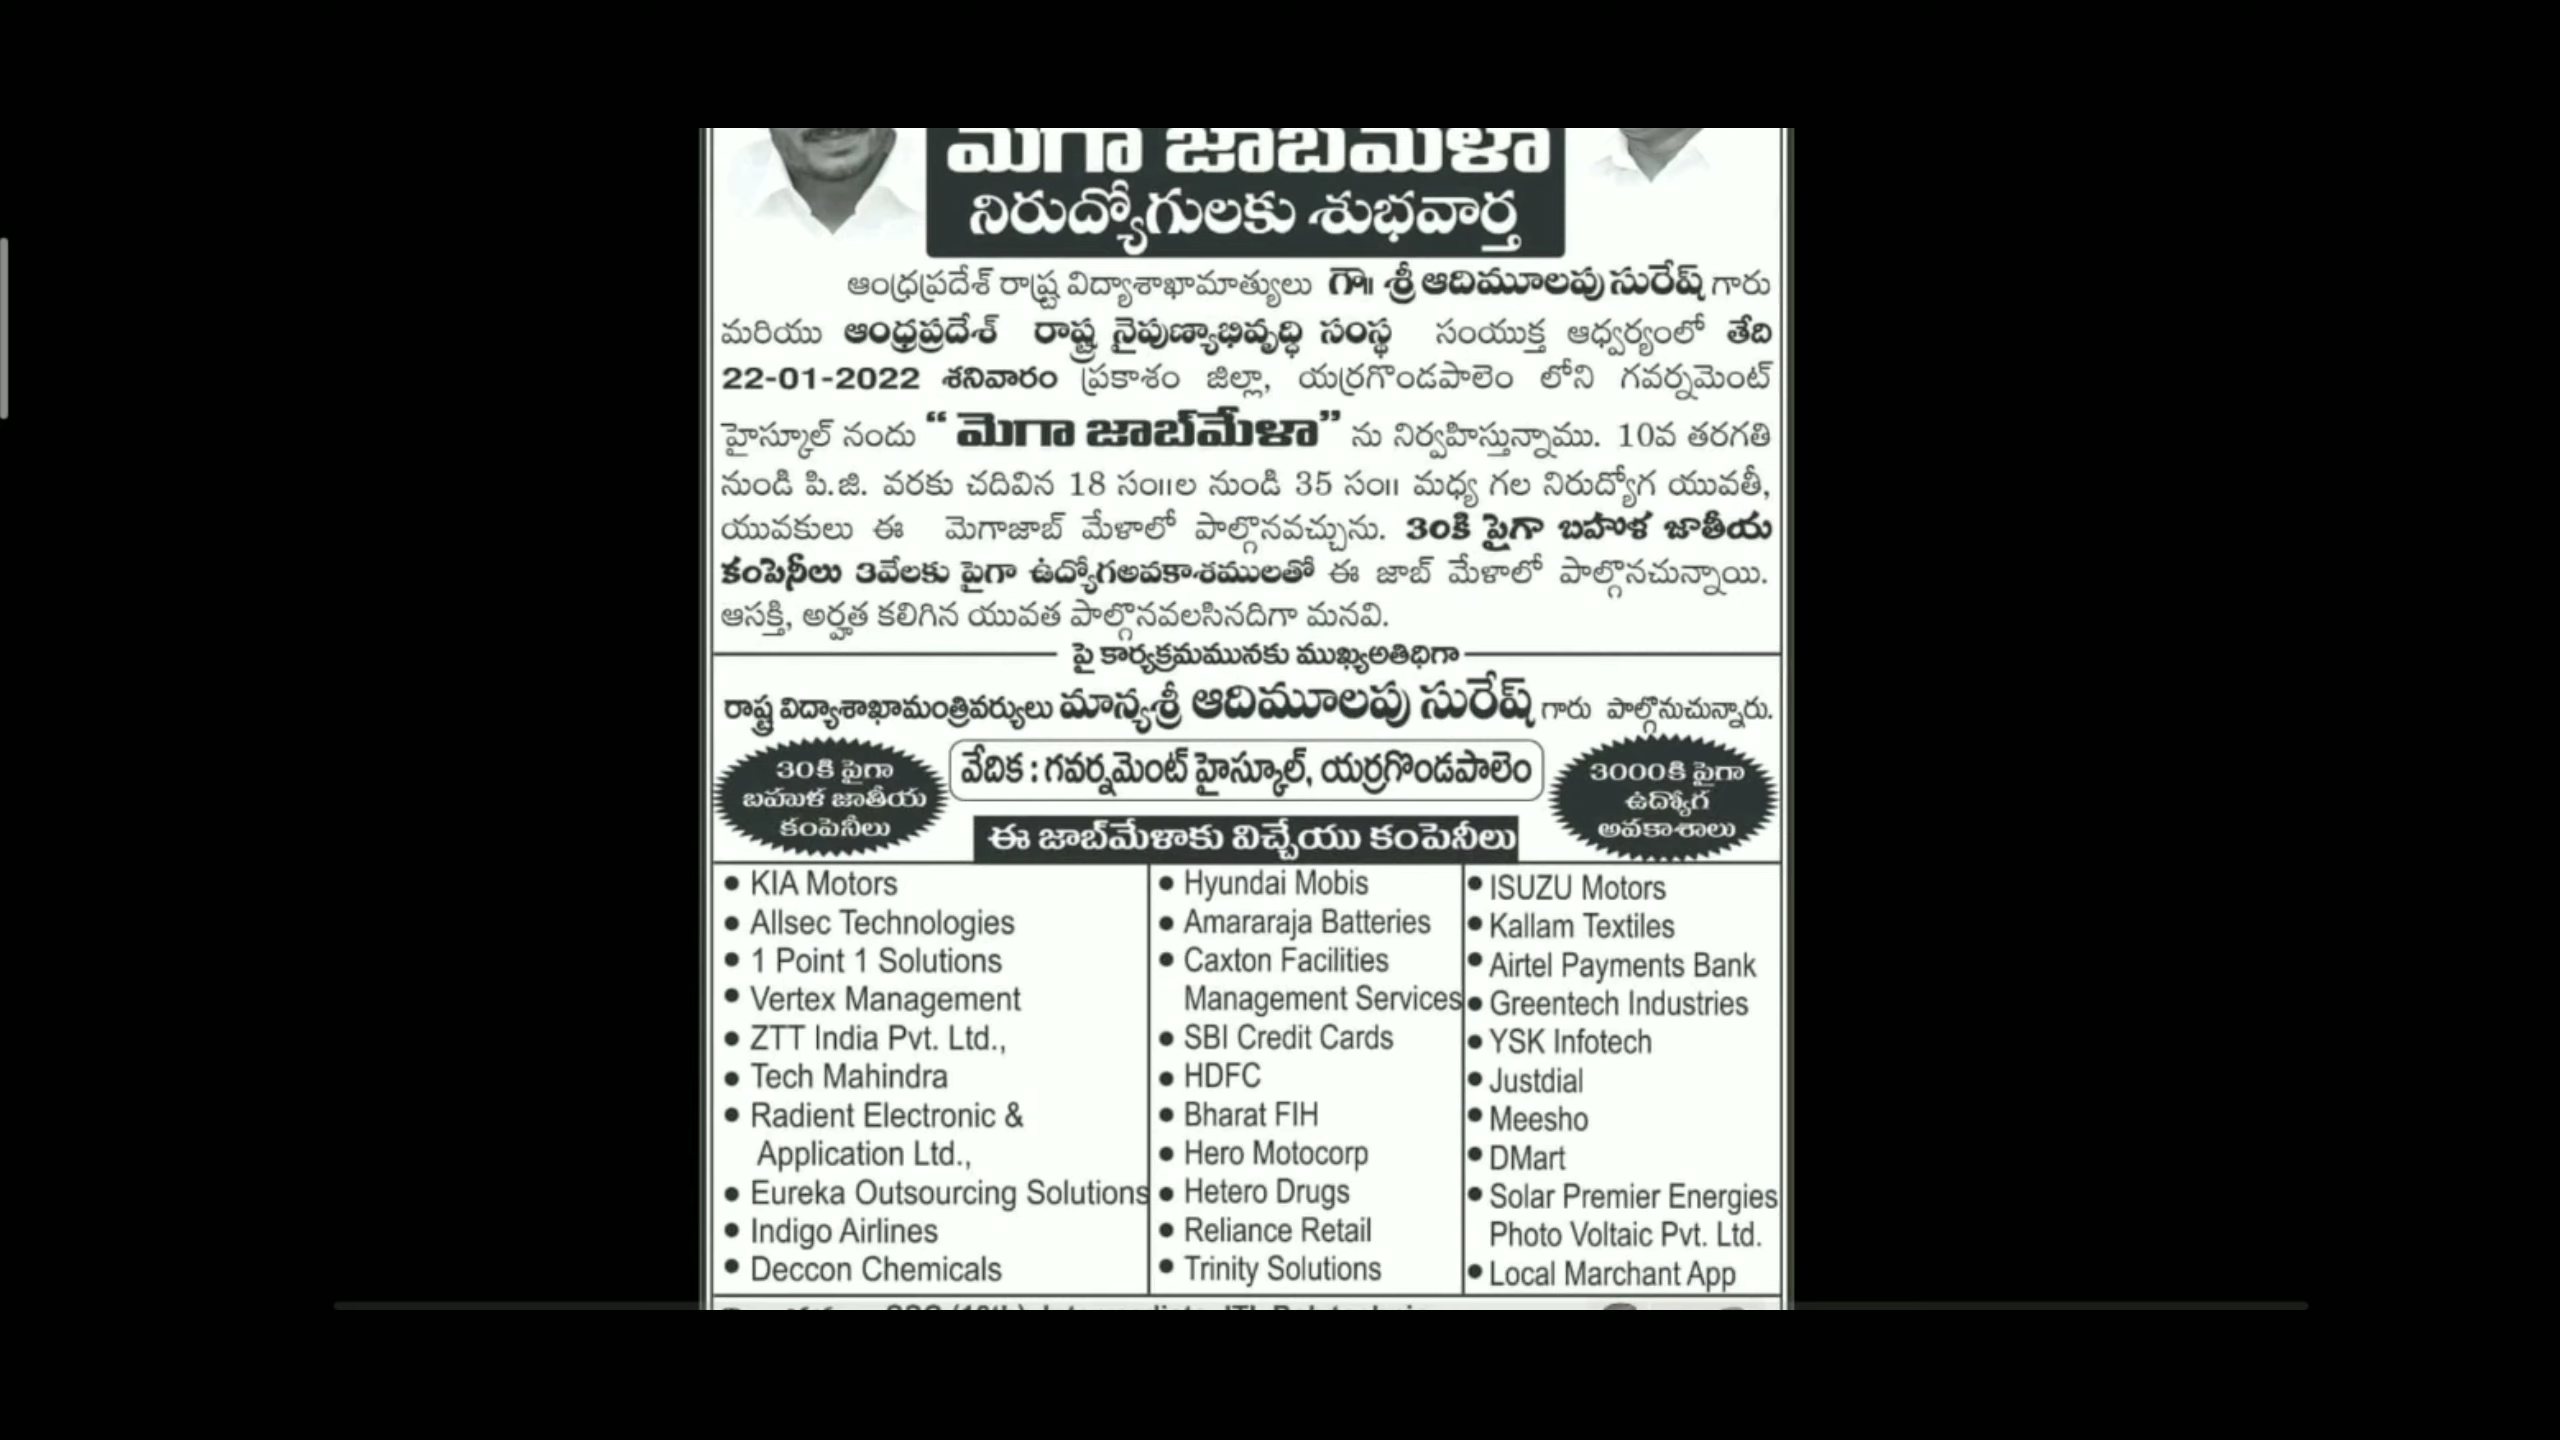 మెగా జాబ్‌మేళా
నిరుద్యోగులకు శుభవార్త
ఆంధ్రప్రదేశ్ రాష్ట్ర విద్యాశాఖామాత్యులు గౌ॥ శ్రీ ఆదిమూలపు సురేష్ గారు
మరియు ఆంధ్రప్రదేశ్ రాష్ట్ర నైపుణ్యాభివృద్ధి సంస్థ సంయుక్త ఆధ్వర్యంలో తేది
22-01-2022 శనివారం ప్రకాశం జిల్లా, యర్రగొండపాలెం లోని గవర్నమెంట్
హైస్కూల్ నందు “ మెగా జాబ్‌మేళా” ను నిర్వహిస్తున్నాము. 10వ తరగతి
నుండి పి.జి. వరకు చదివిన 18 సం॥ల నుండి 35 సం॥ మధ్య గల నిరుద్యోగ యువతీ,
యువకులు ఈ మెగాజాబ్ మేళాలో పాల్గొనవచ్చును. 30కి పైగా బహుళ జాతీయ
కంపెనీలు 3వేలకు పైగా ఉద్యోగఅవకాశములతో ఈ జాబ్ మేళాలో పాల్గొనచున్నాయి.
ఆసక్తి, అర్హత కలిగిన యువత పాల్గొనవలసినదిగా మనవి.
పై కార్యక్రమమునకు ముఖ్యఅతిధిగా
రాష్ట్ర విద్యాశాఖామంత్రివర్యులు మాన్యశ్రీ ఆదిమూలపు సురేష్ గారు పాల్గొనుచున్నారు.
30కి పైగా
బహుళ జాతీయ
కంపెనీలు
వేదిక : గవర్నమెంట్ హైస్కూల్, యర్రగొండపాలెం
3000కి పైగా
ఉద్యోగ
అవకాశాలు
ఈ జాబ్‌మేళాకు విచ్చేయు కంపెనీలు
• KIA Motors
• Allsec Technologies
• 1 Point 1 Solutions
• Vertex Management
• ZTT India Pvt. Ltd.,
• Tech Mahindra
• Radient Electronic &
Application Ltd.,
• Eureka Outsourcing Solutions
• Indigo Airlines
• Deccon Chemicals
• Hyundai Mobis
• Amararaja Batteries
• Caxton Facilities
Management Services
• SBI Credit Cards
• HDFC
• Bharat FIH
• Hero Motocorp
• Hetero Drugs
• Reliance Retail
• Trinity Solutions
• ISUZU Motors
• Kallam Textiles
• Airtel Payments Bank
• Greentech Industries
• YSK Infotech
• Justdial
• Meesho
• DMart
• Solar Premier Energies
Photo Voltaic Pvt. Ltd.
• Local Marchant App